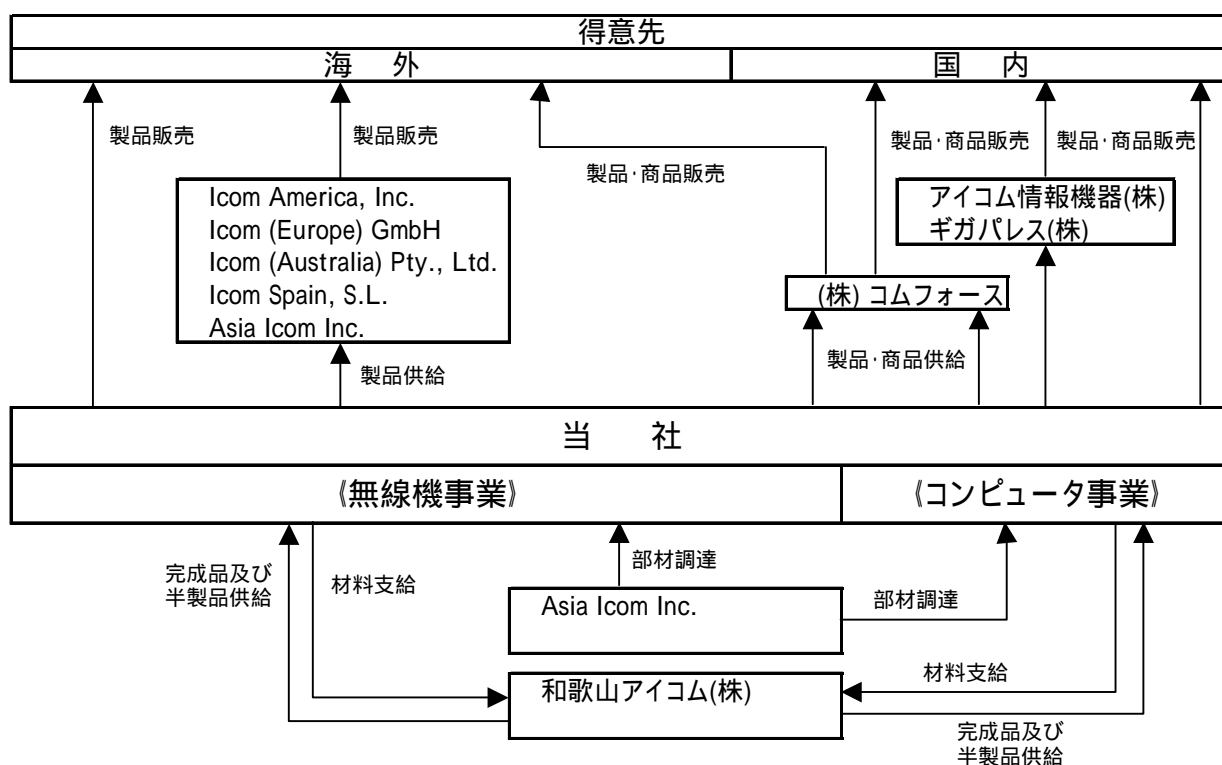 得意先
海 外
国 内
製品販売
製品販売
製品・商品販売
製品・商品販売
製品・商品販売
Icom America, Inc.
Icom (Europe) GmbH
Icom (Australia) Pty., Ltd.
Icom Spain, S.L.
Asia Icom Inc.
アイコム情報機器(株)
ギガパレス(株)
(株) コムフォース
製品供給
製品・商品供給
当 社
《無線機事業》
《コンピュータ事業》
完成品及び
半製品供給
材料支給
部材調達
Asia Icom Inc.
部材調達
和歌山アイコム(株)
材料支給
完成品及び
半製品供給